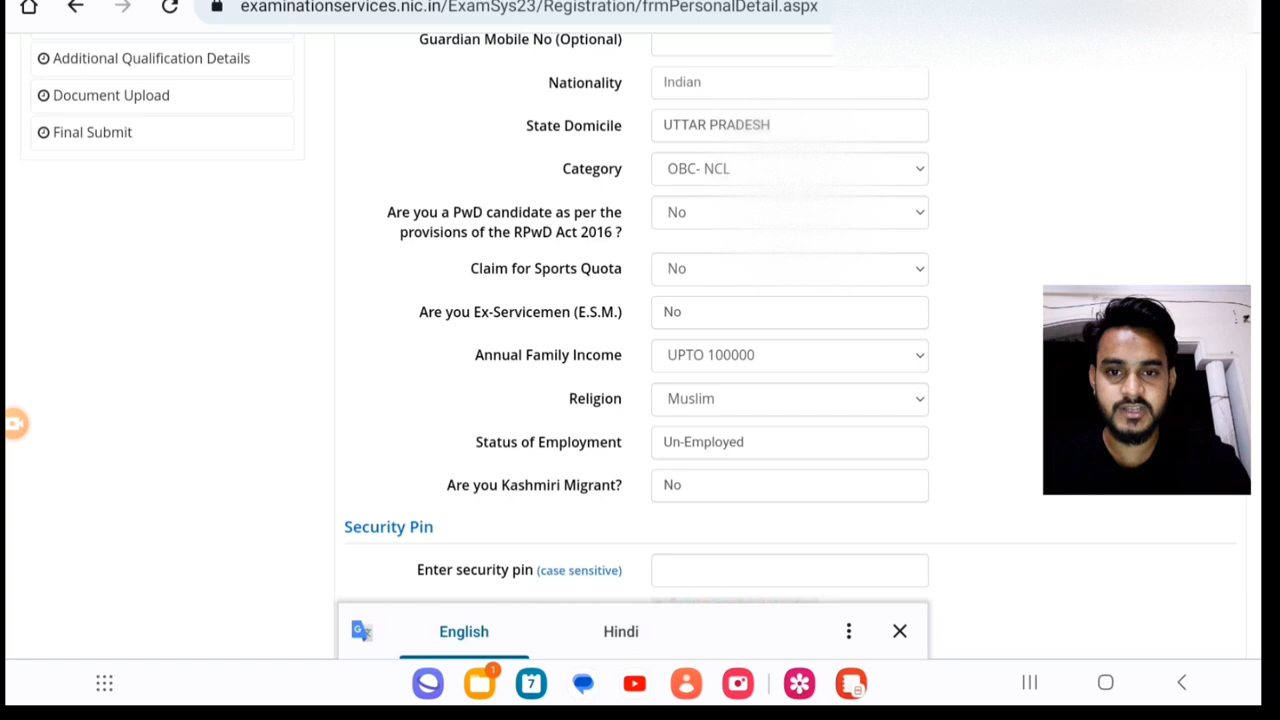 examinationservices.nic.in/ExamSys23/Registration/frmPersonalDetail.aspx
Additional Qualification Details
Document Upload
Final Submit
Guardian Mobile No (Optional)
Nationality Indian
State Domicile UTTAR PRADESH
Category OBC- NCL
Are you a PwD candidate as per the
provisions of the RPwD Act 2016 ? No
Claim for Sports Quota No
Are you Ex-Servicemen (E.S.M.) No
Annual Family Income UPTO 100000
Religion Muslim
Status of Employment Un-Employed
Are you Kashmiri Migrant? No
Security Pin
Enter security pin (case sensitive)
English Hindi
1
7